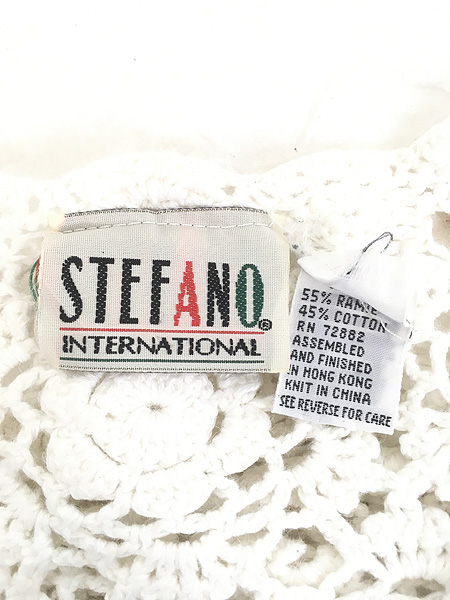 STEFANO®
INTERNATIONAL
55% RAMIE
45% COTTON
RN 72882
ASSEMBLED
AND FINISHED
IN HONG KONG
KNIT IN CHINA
SEE REVERSE FOR CARE